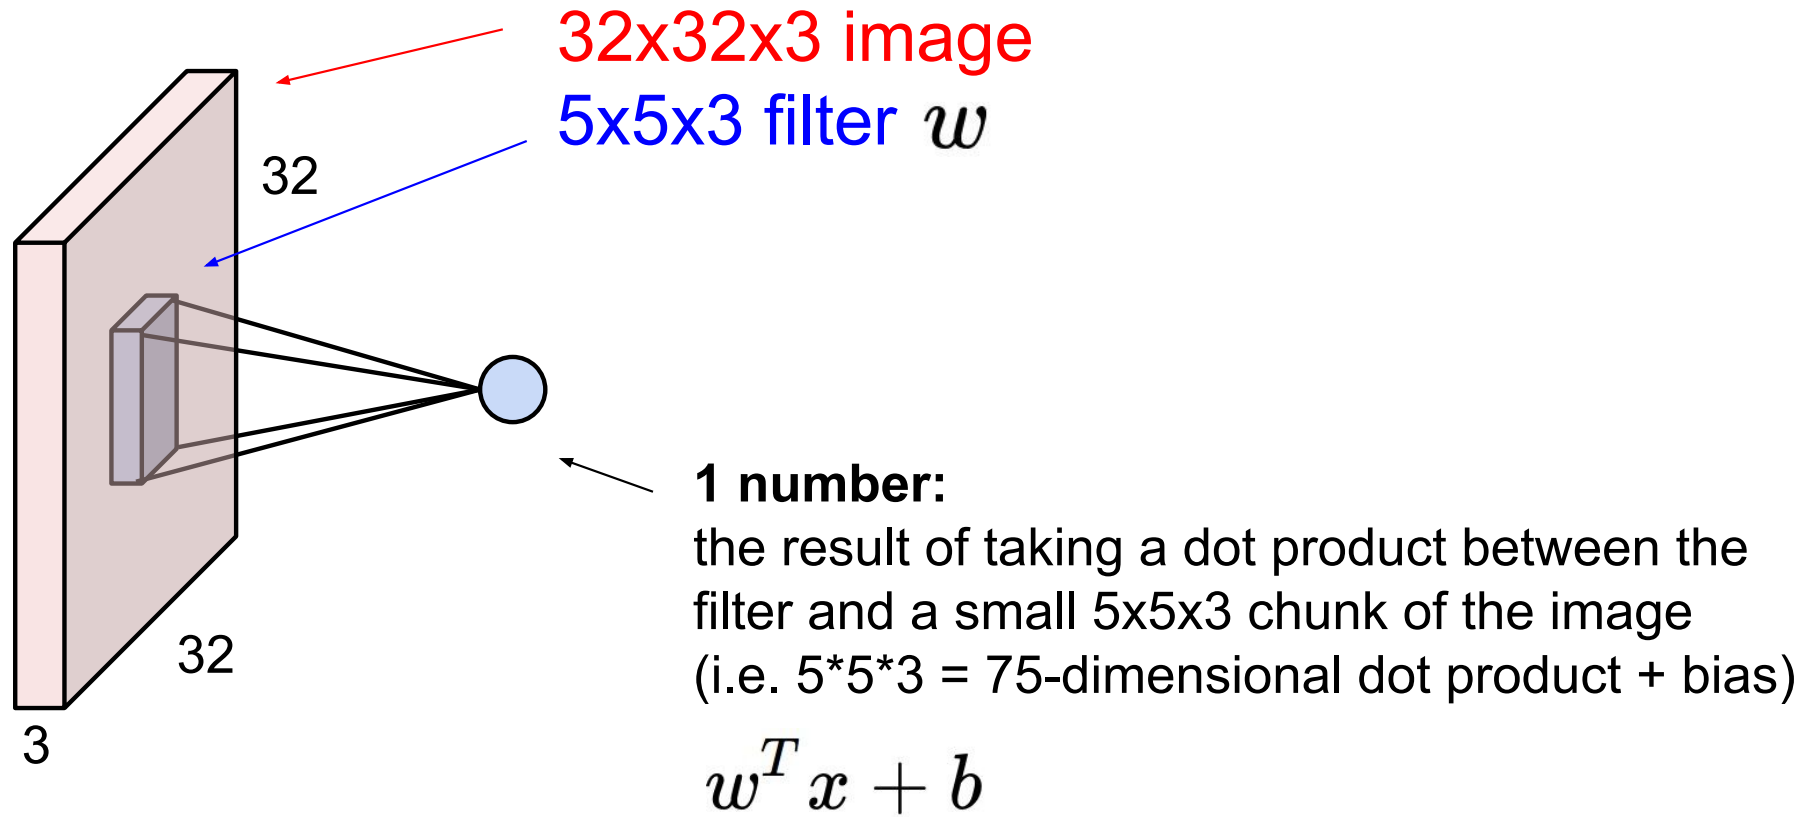 32x32x3 image
5x5x3 filter w
32
32
3
1 number:
the result of taking a dot product between the
filter and a small 5x5x3 chunk of the image
(i.e. 5*5*3 = 75-dimensional dot product + bias)
w^T x + b